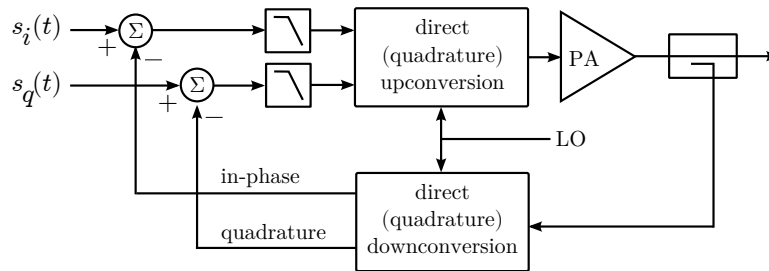 s_i(t)
+
Σ
−
direct
(quadrature)
upconversion
PA
s_q(t)
+
Σ
−
LO
in-phase
direct
(quadrature)
downconversion
quadrature